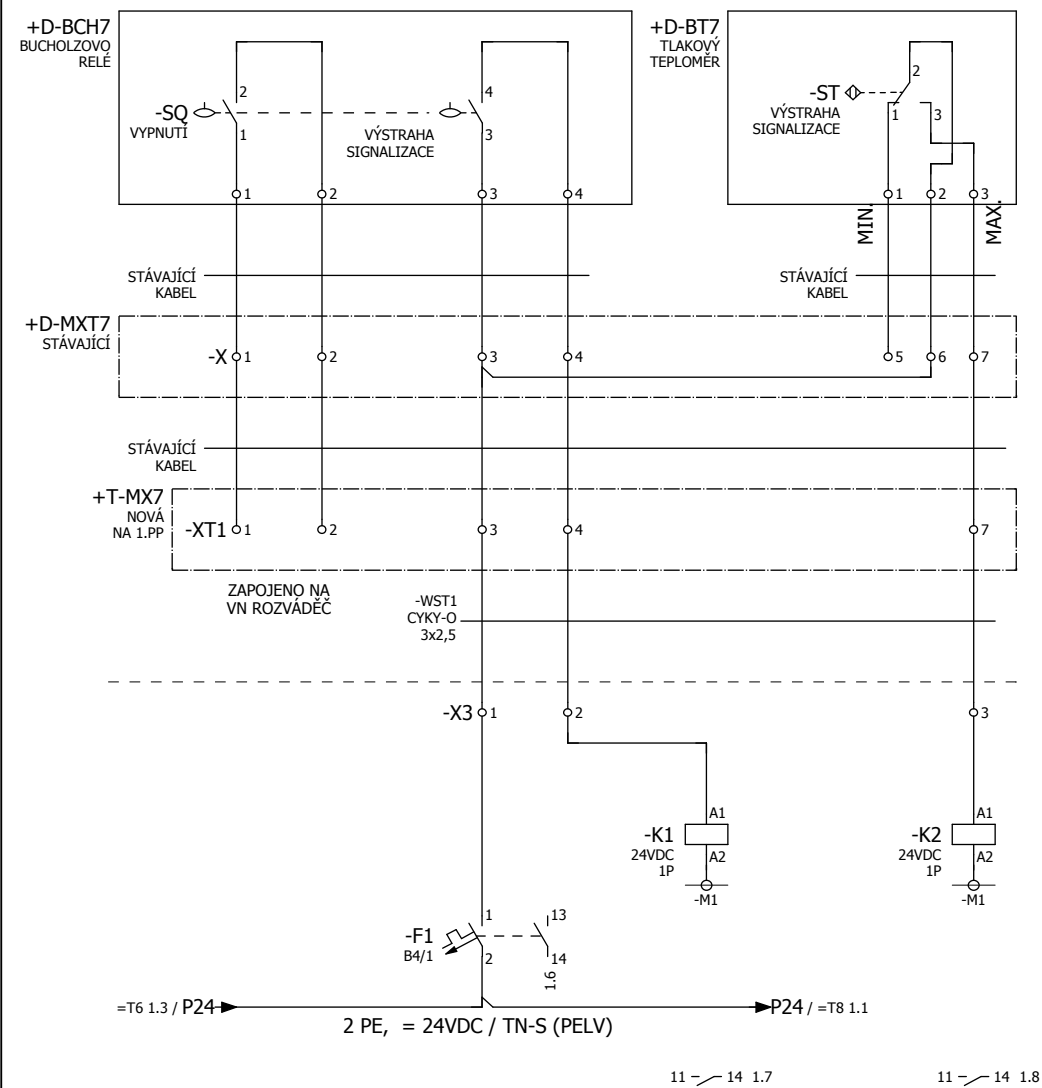 +D-BCH7
BUCHOLZOVO
RELÉ
+D-BT7
TLAKOVÝ
TEPLOMĚR
2
4
2
-SQ
VYPNUTÍ
1
VÝSTRAHA
SIGNALIZACE
3
-ST
VÝSTRAHA
SIGNALIZACE
1
3
1
2
3
4
1
2
3
MIN.
MAX.
STÁVAJÍCÍ
KABEL
STÁVAJÍCÍ
KABEL
+D-MXT7
STÁVAJÍCÍ
-X
1
2
3
4
5
6
7
STÁVAJÍCÍ
KABEL
+T-MX7
NOVÁ
NA 1.PP
-XT1
1
2
3
4
7
ZAPOJENO NA
VN ROZVÁDĚČ
-WST1
CYKY-O
3x2,5
-X3
1
2
3
A1
-K1
24VDC
1P
A2
-M1
A1
-K2
24VDC
1P
A2
-M1
-F1
B4/1
1
2
13
14
1.6
=T6 1.3 / P24
P24 / =T8 1.1
2 PE, = 24VDC / TN-S (PELV)
11 14 1.7
11 14 1.8